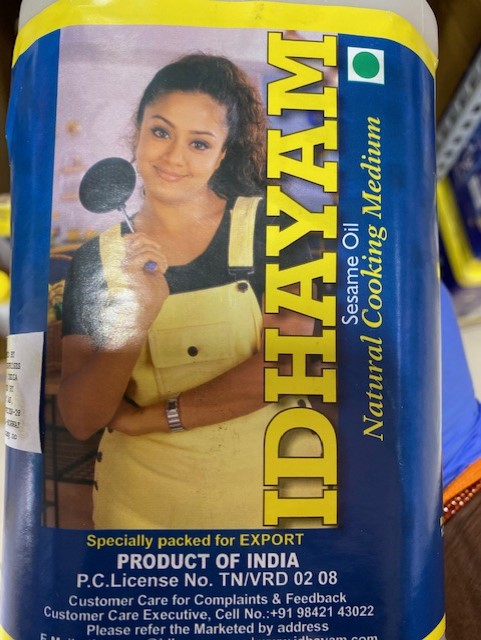 IDHAYAM
Sesame Oil
Natural Cooking Medium
Specially packed for EXPORT
PRODUCT OF INDIA
P.C.License No. TN/VRD 02 08
Customer Care for Complaints & Feedback
Customer Care Executive, Cell No.:+91 98421 43022
Please refer the Marketed by address